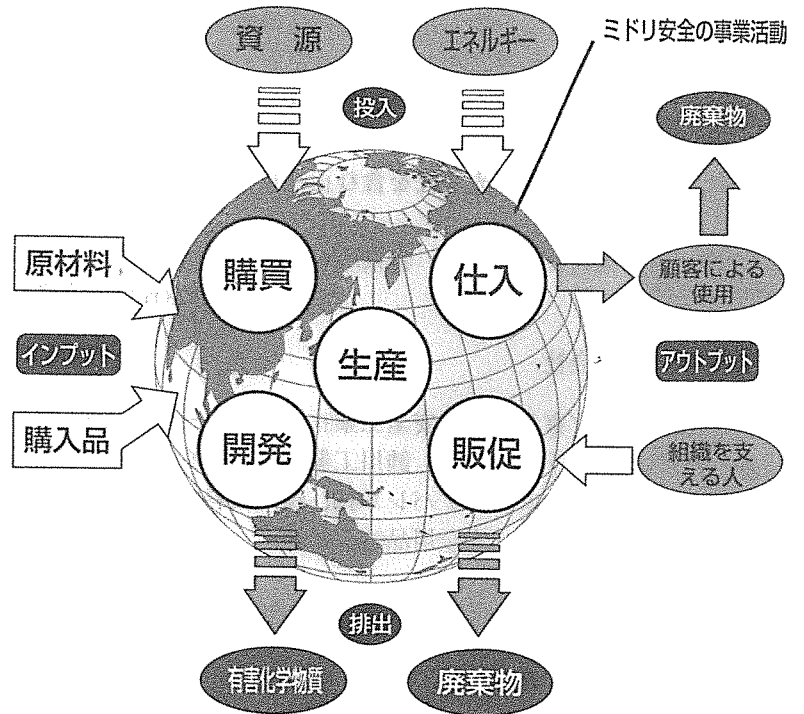 資 源
エネルギー
ミドリ安全の事業活動
投入
廃棄物
原材料
購買
仕入
顧客による
使用
インプット
生産
アウトプット
購入品
開発
販促
組織を支
える人
排出
有害化学物質
廃棄物